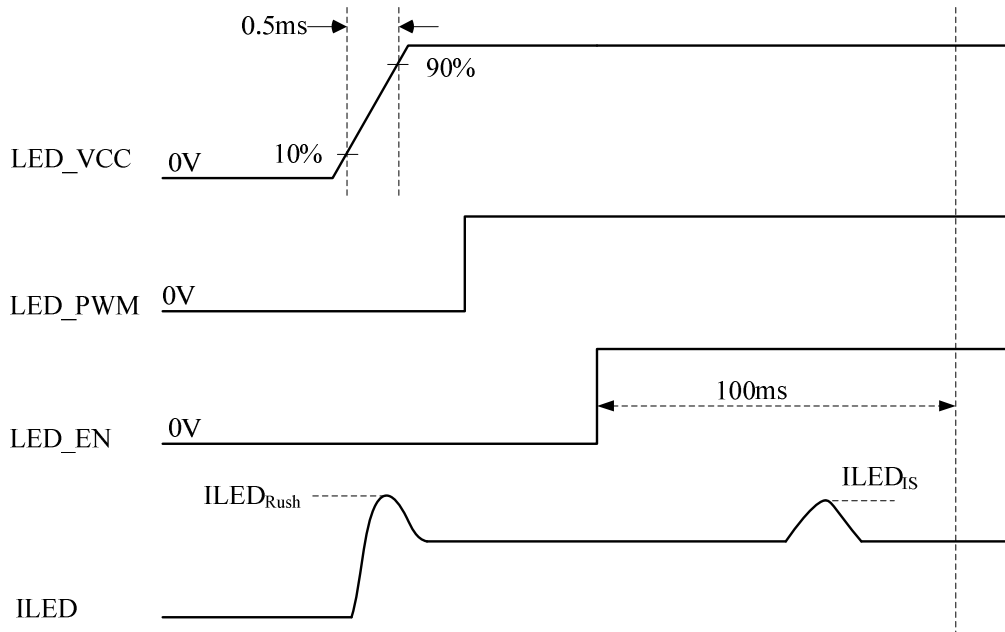 0.5ms
90%
LED_VCC
0V
10%
LED_PWM
0V
100ms
LED_EN
0V
ILEDRush
ILEDIS
ILED